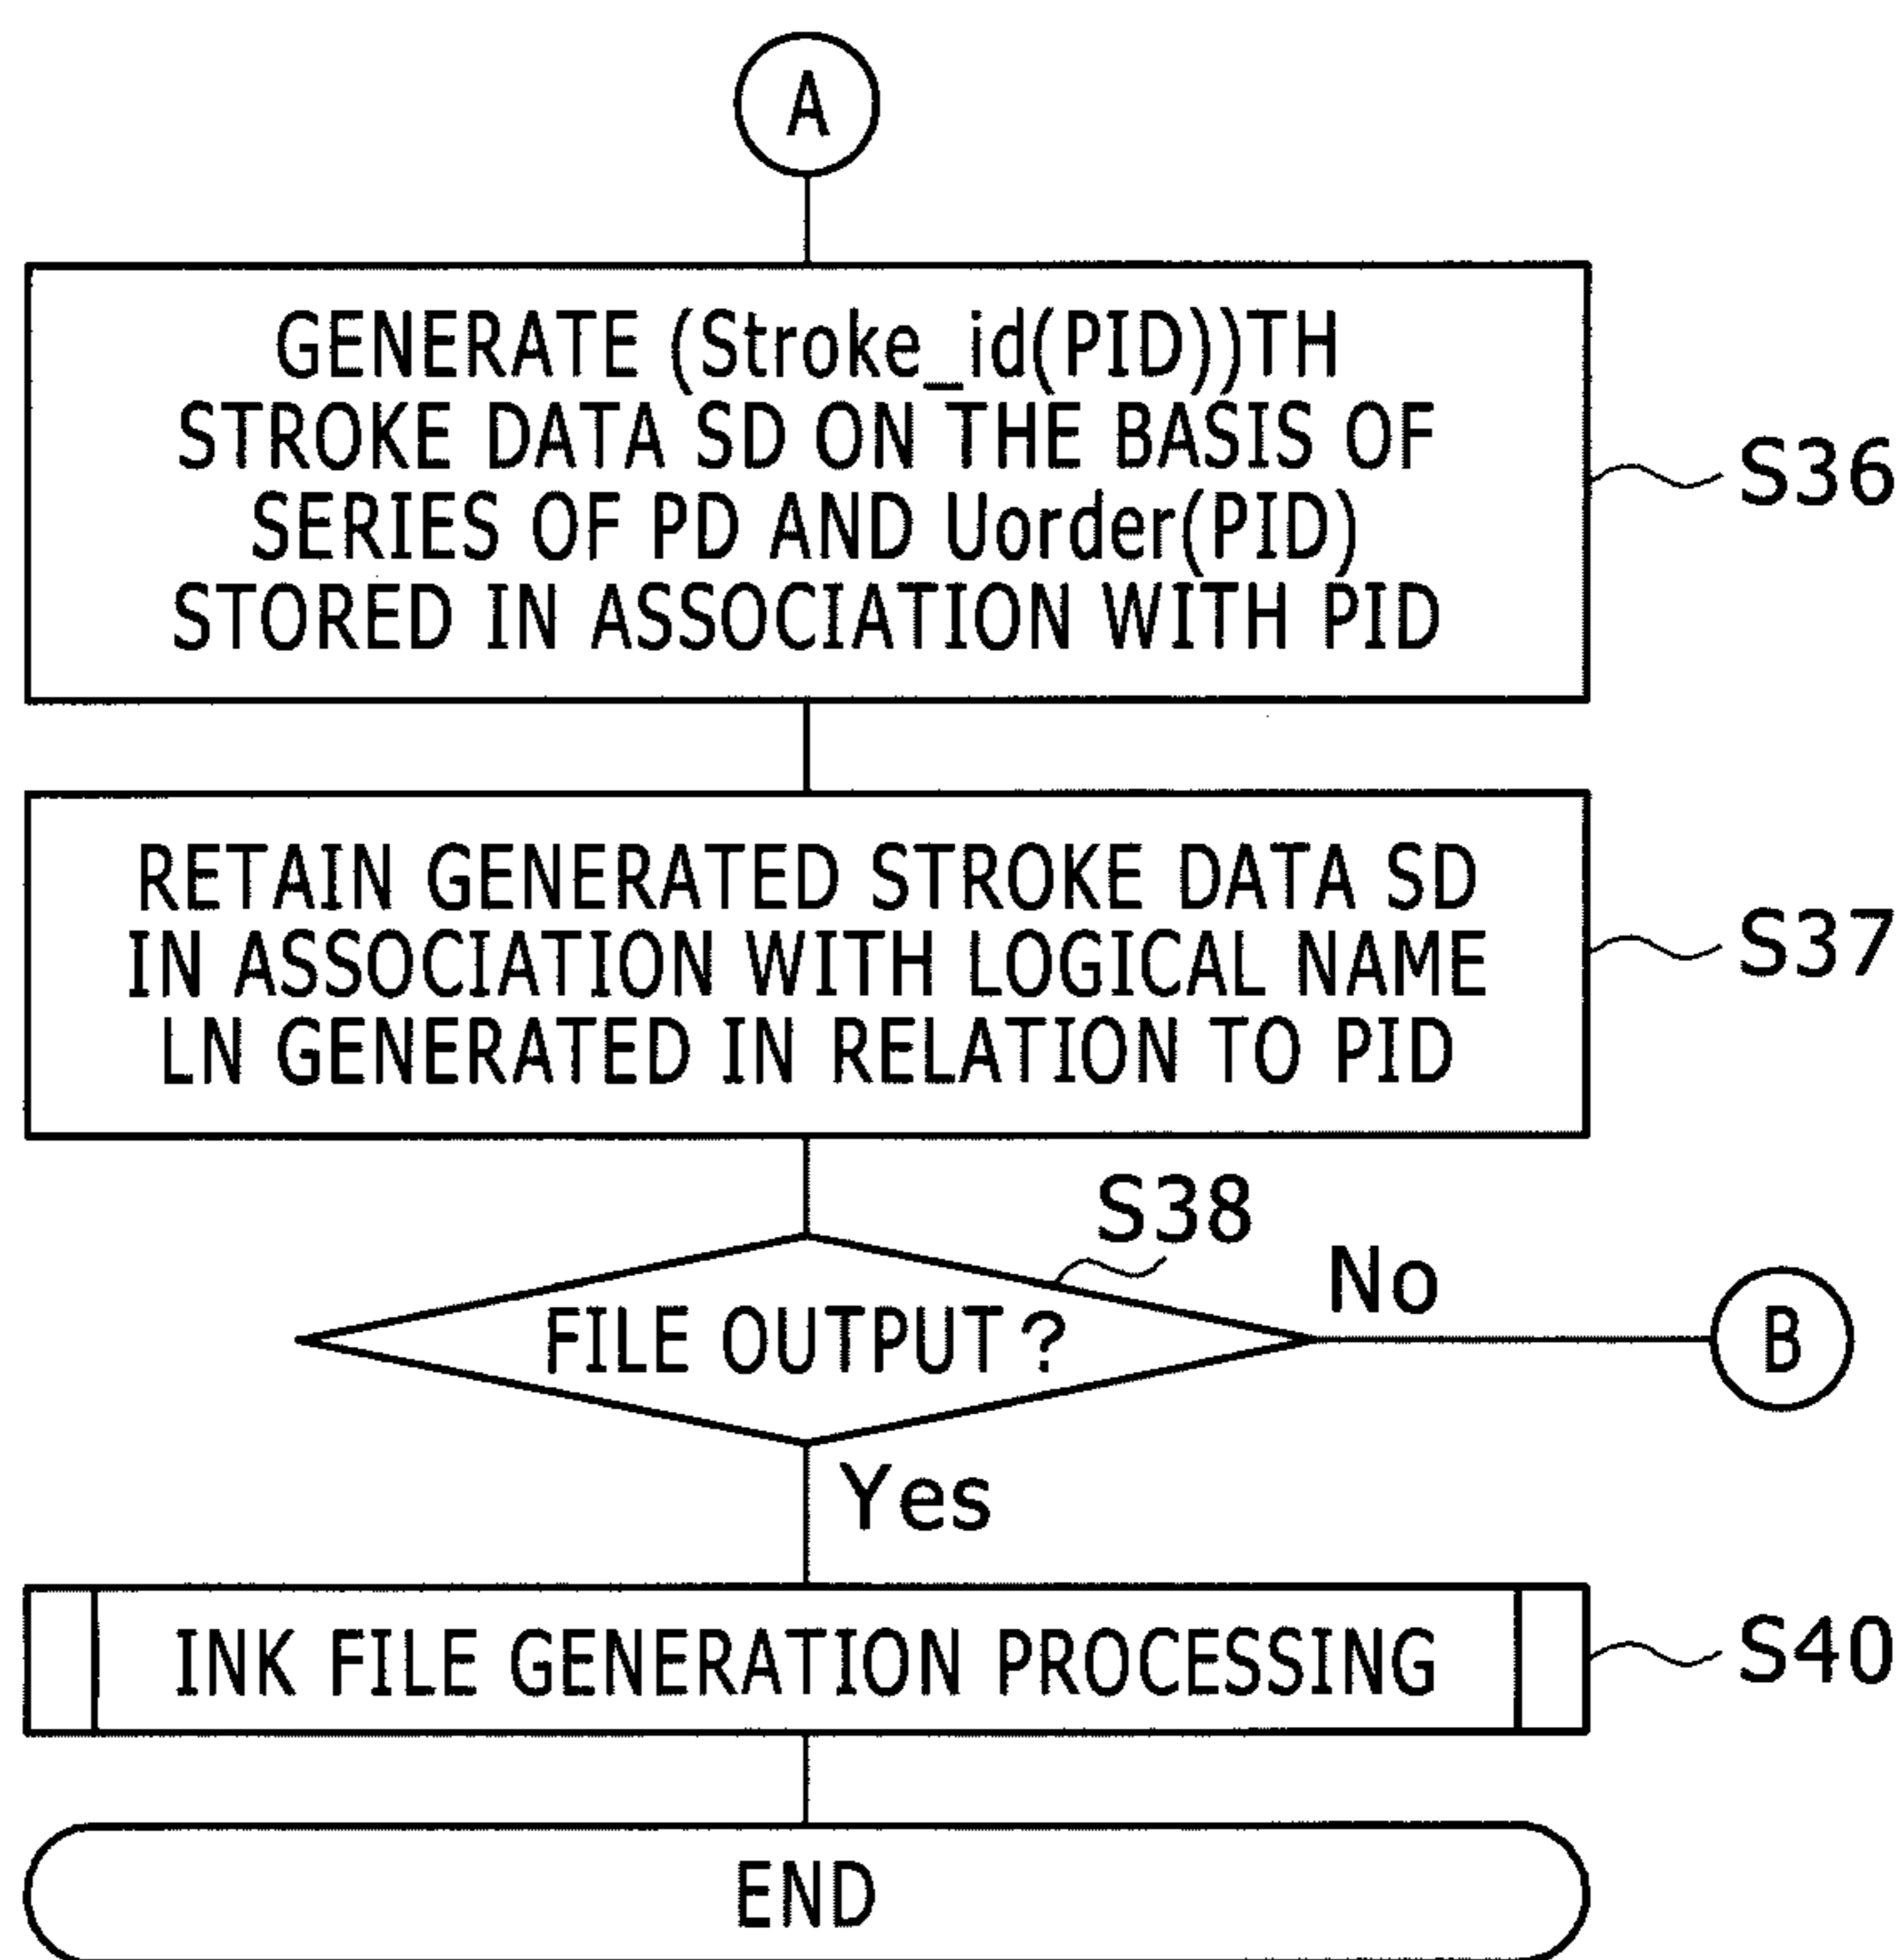 A
GENERATE (Stroke_id(PID))TH
STROKE DATA SD ON THE BASIS OF
SERIES OF PD AND Uorder(PID)
STORED IN ASSOCIATION WITH PID
S36
RETAIN GENERATED STROKE DATA SD
IN ASSOCIATION WITH LOGICAL NAME
LN GENERATED IN RELATION TO PID
S37
S38
FILE OUTPUT?
No
B
Yes
INK FILE GENERATION PROCESSING
S40
END